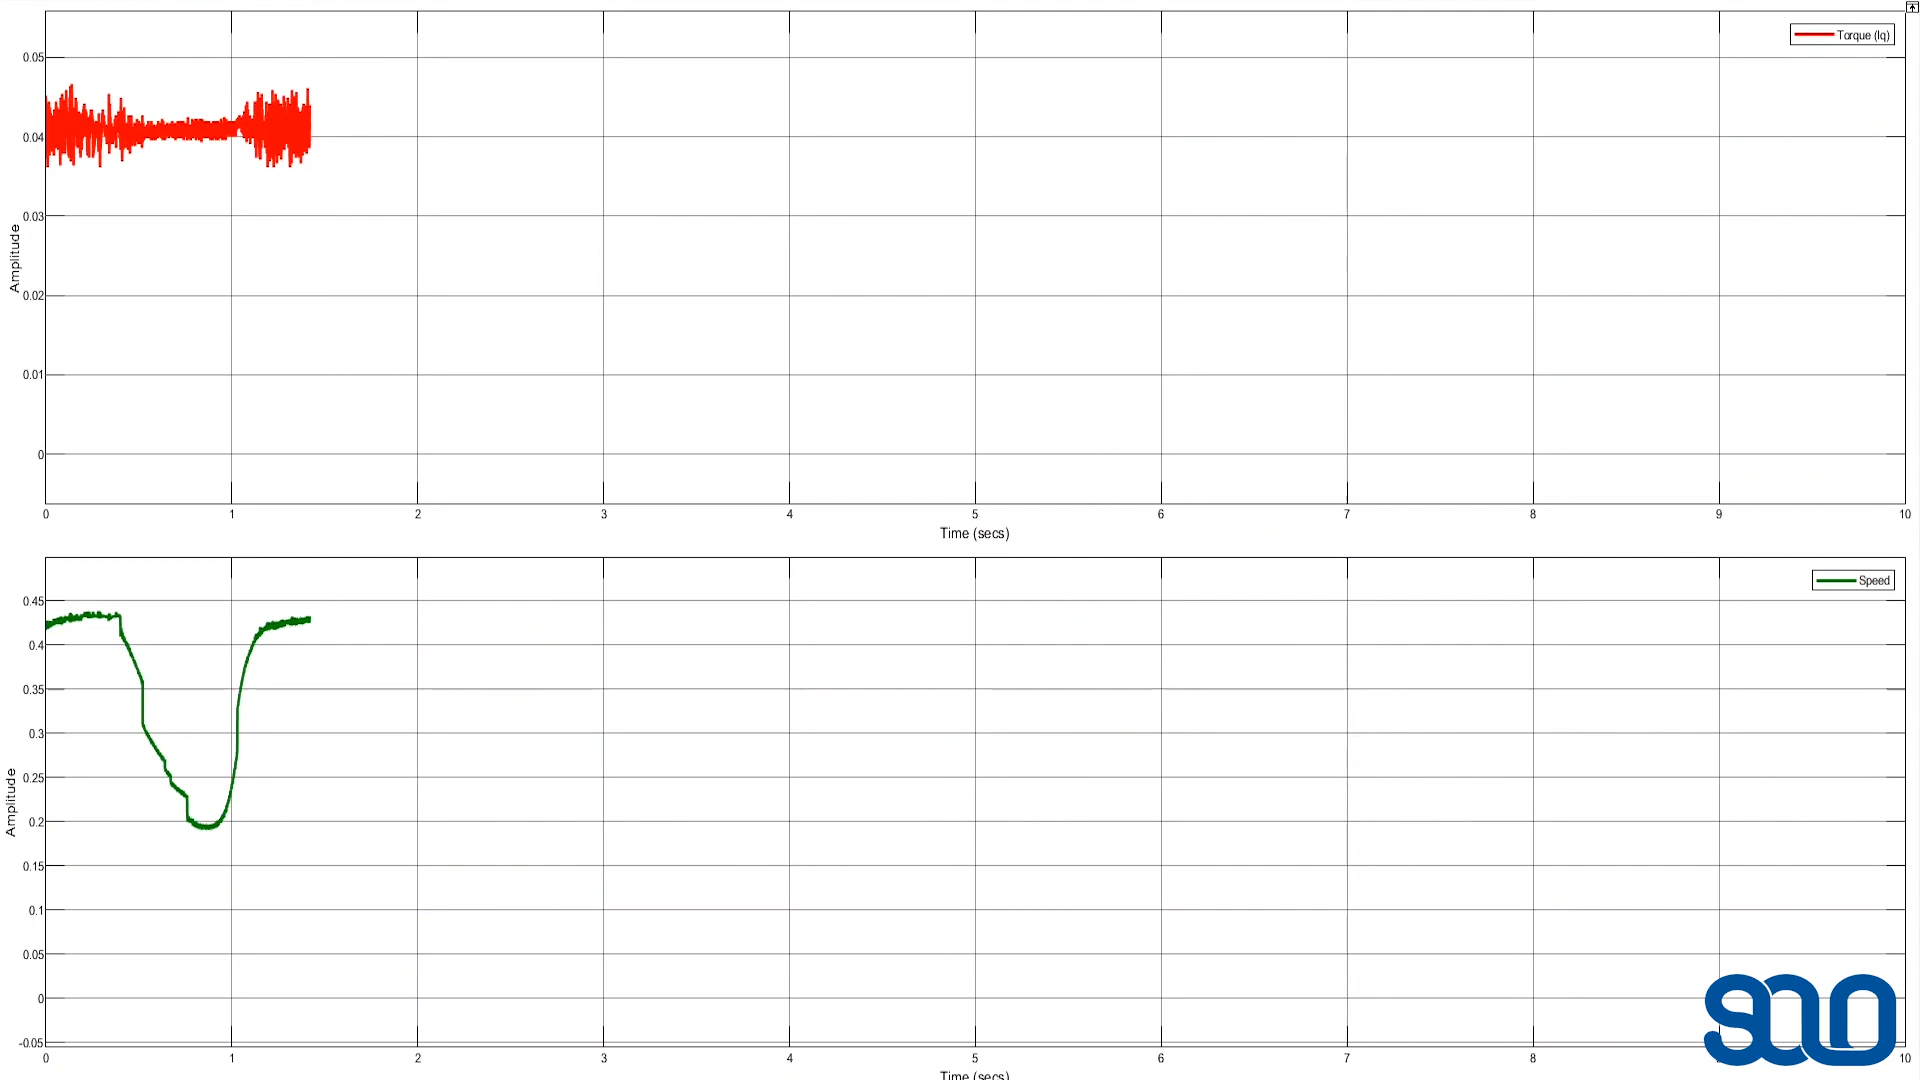 Torque (Iq)
0.05
0.04
0.03
0.02
0.01
0
Amplitude
0 1 2 3 4 5 6 7 8 9 10
Time (secs)
Speed
0.45
0.4
0.35
0.3
0.25
0.2
0.15
0.1
0.05
0
-0.05
Amplitude
0 1 2 3 4 5 6 7 8 10
Time (secs)
SOLO